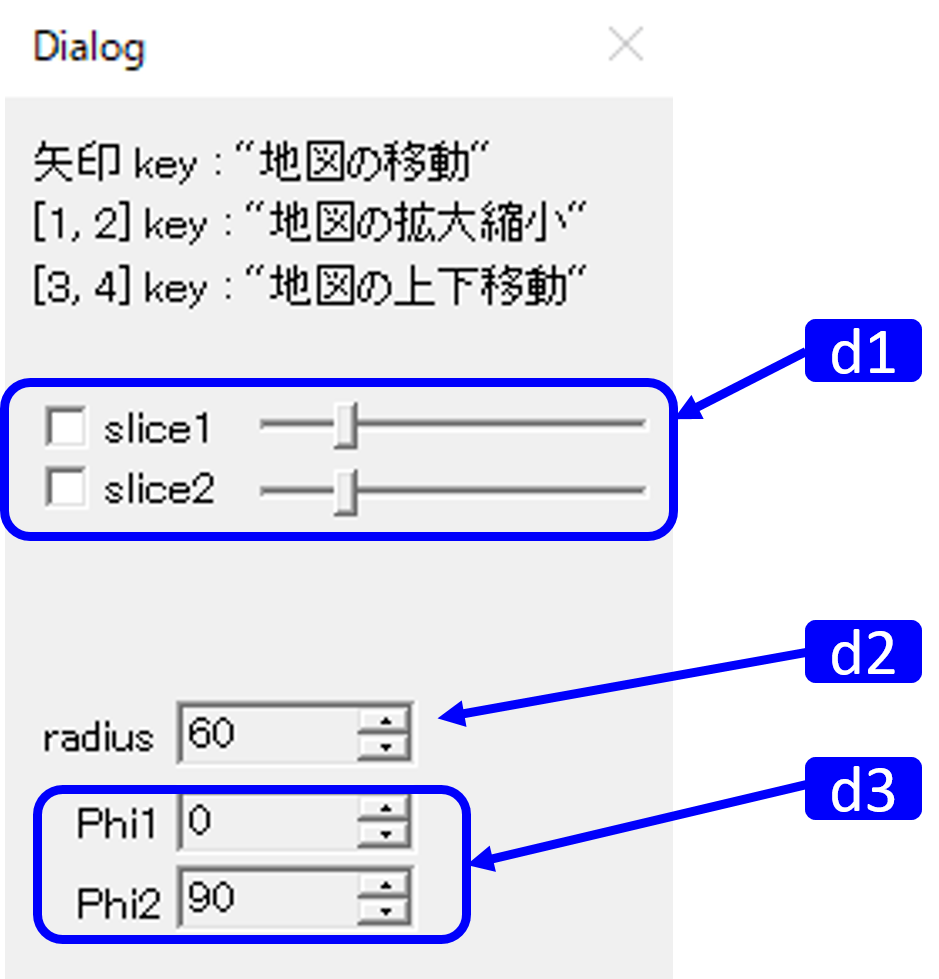 Dialog
矢印 key : “地図の移動“
[1, 2] key : “地図の拡大縮小“
[3, 4] key : “地図の上下移動“
d1
slice1
slice2
d2
radius 60
d3
Phi1 0
Phi2 90